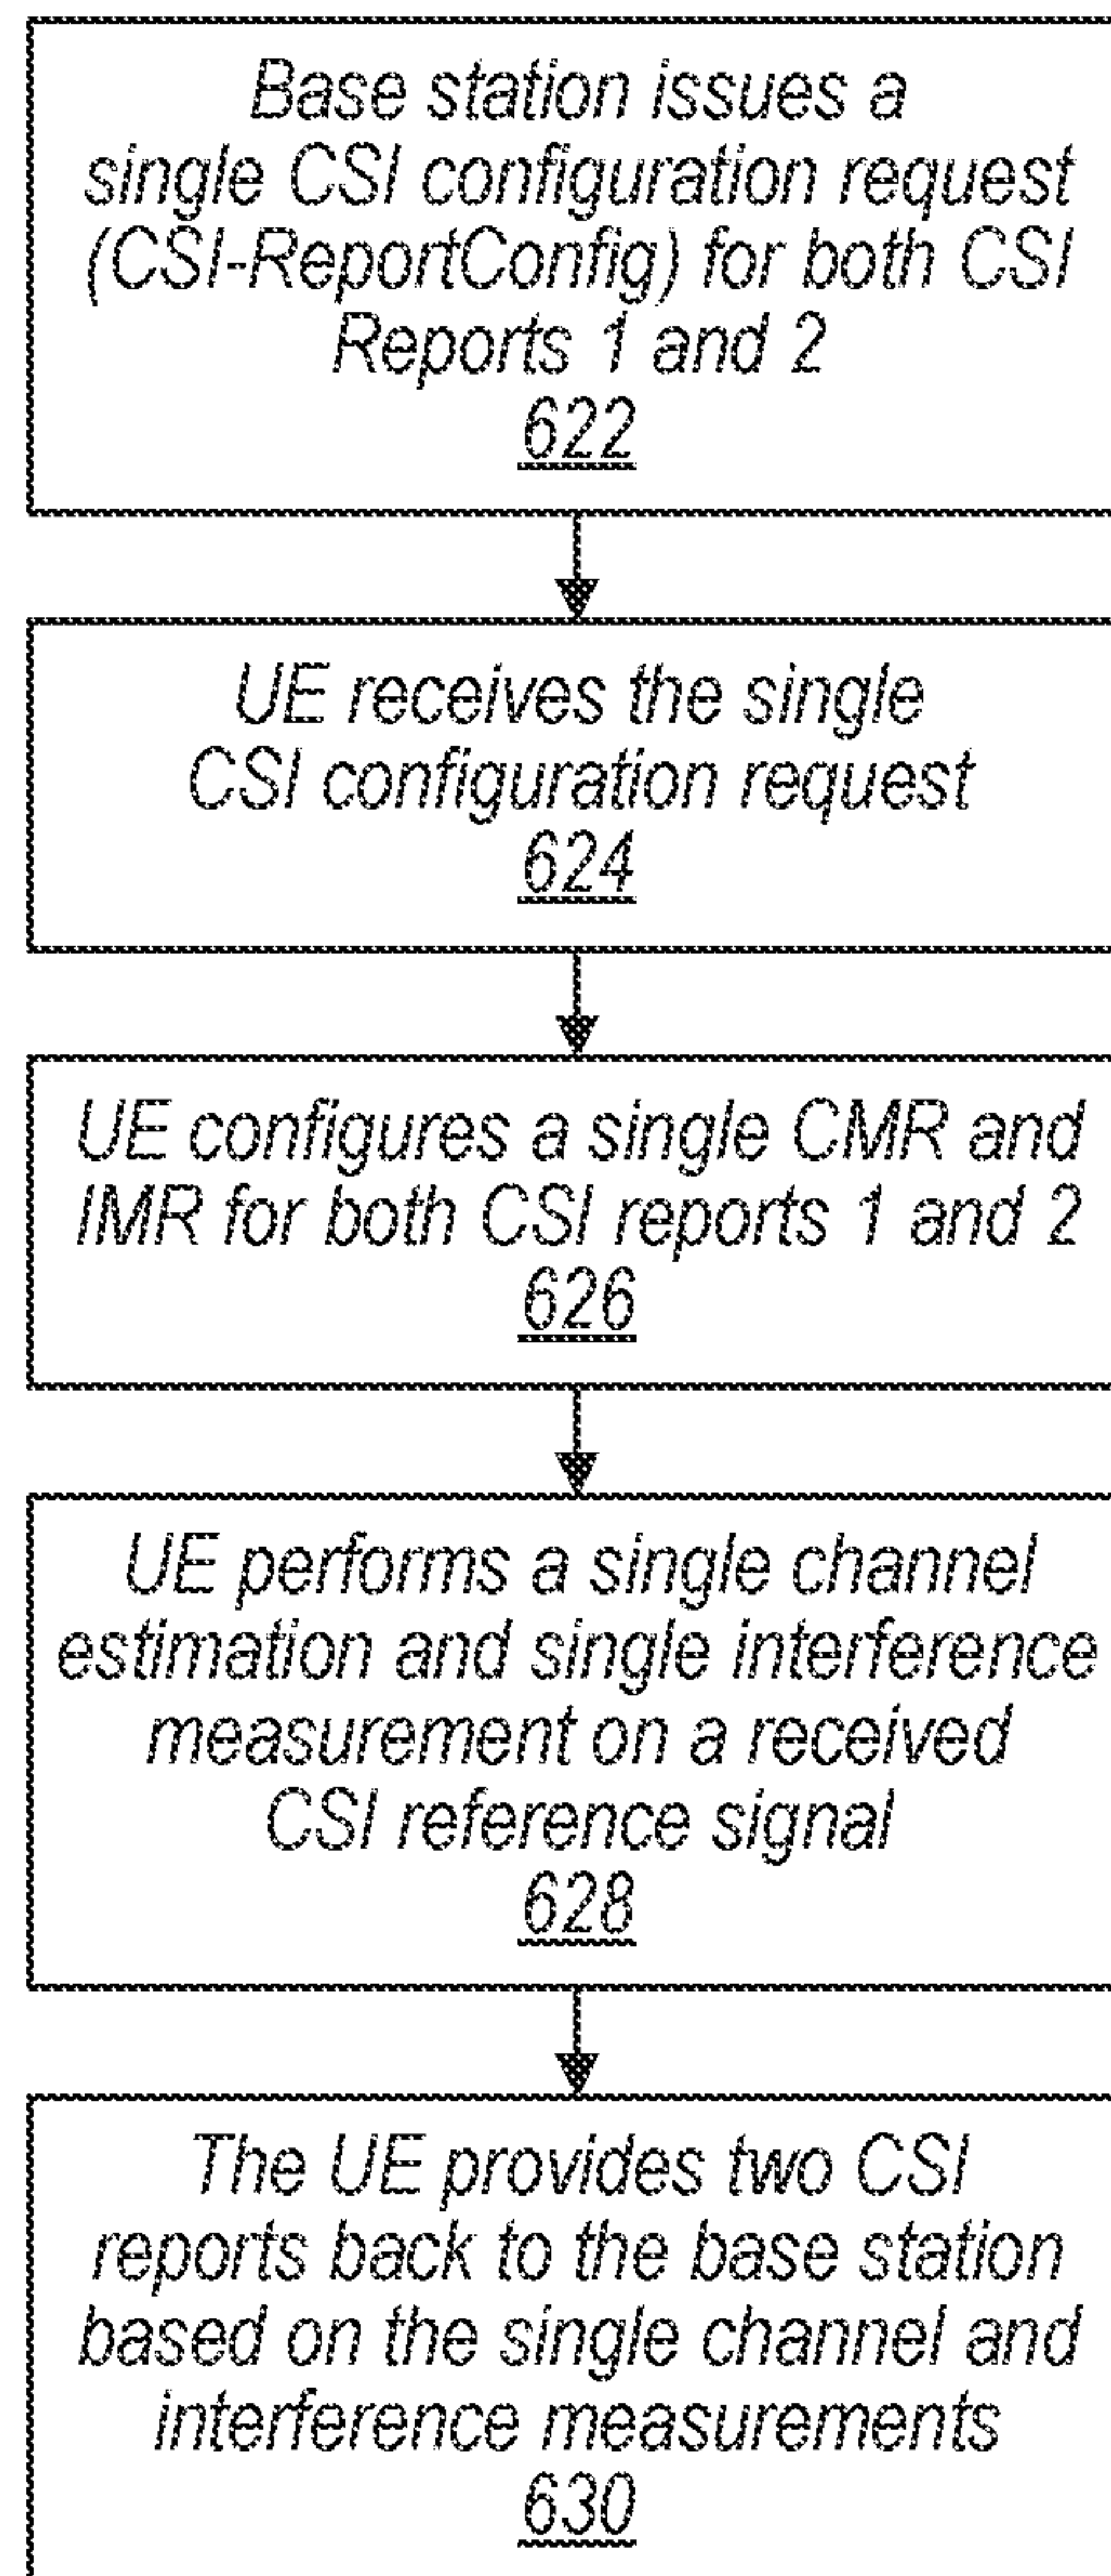 Base station issues a
single CSI configuration request
(CSI-ReportConfig) for both CSI
Reports 1 and 2
622
UE receives the single
CSI configuration request
624
UE configures a single CMR and
IMR for both CSI reports 1 and 2
626
UE performs a single channel
estimation and single interference
measurement on a received
CSI reference signal
628
The UE provides two CSI
reports back to the base station
based on the single channel and
interference measurements
630